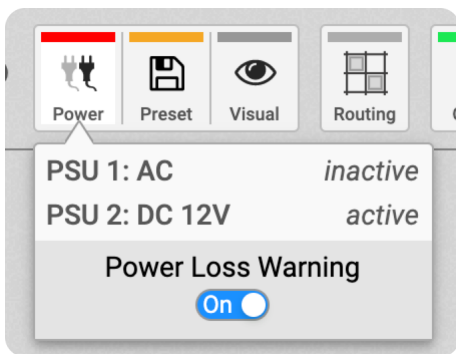 Power Preset Visual Routing
PSU 1: AC inactive
PSU 2: DC 12V active
Power Loss Warning
On